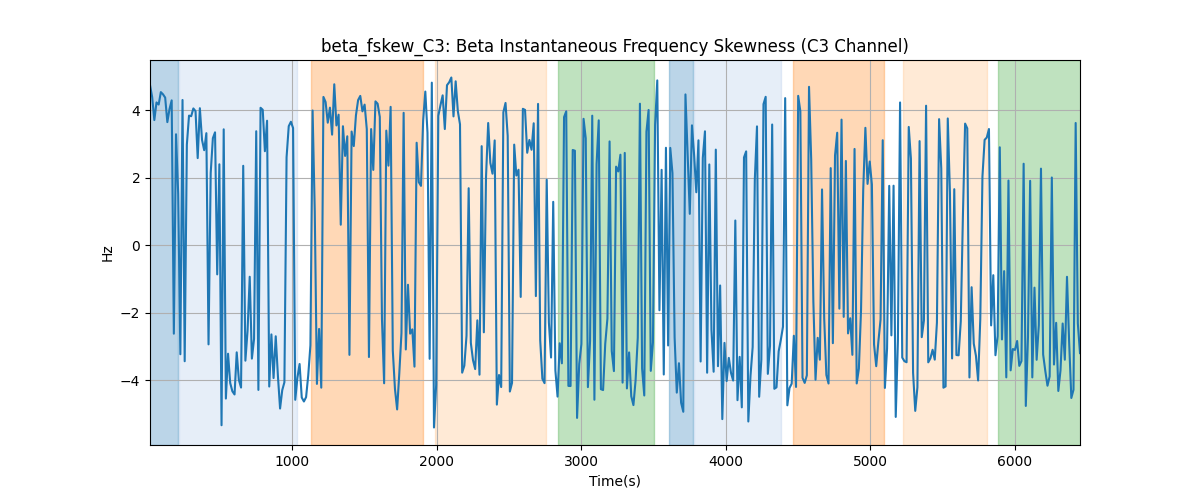 beta_fskew_C3: Beta Instantaneous Frequency Skewness (C3 Channel)
4
2
0
−2
−4
Hz
1000 2000 3000 4000 5000 6000
Time(s)